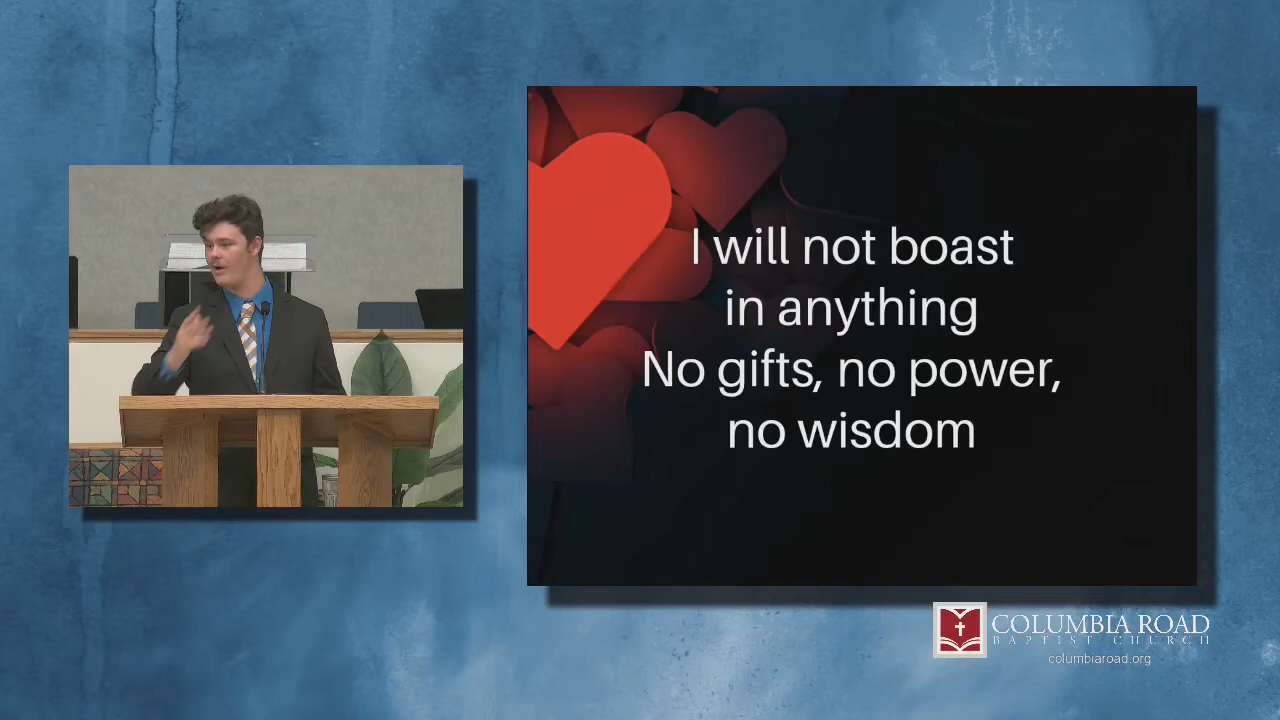 I will not boast
in anything
No gifts, no power,
no wisdom
COLUMBIA ROAD
BAPTIST CHURCH
columbiaroad.org